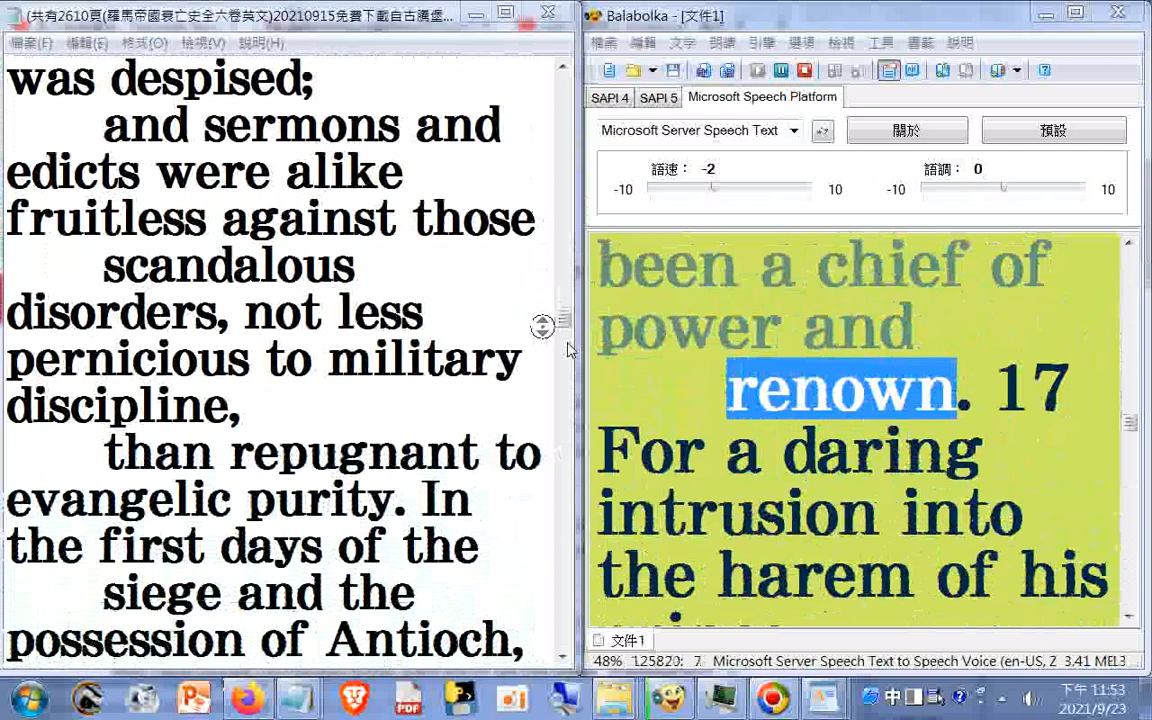 (共有2610頁(羅馬帝國衰亡史全六卷英文)20210915免費下載自古騰堡...
檔案(F) 編輯(E) 格式(O) 檢視(V) 說明(H)
was despised;
and sermons and
edicts were alike
fruitless against those
scandalous
disorders, not less
pernicious to military
discipline,
than repugnant to
evangelic purity. In
the first days of the
siege and the
possession of Antioch,
Balabolka - [文件1]
檔案 編輯 文字 朗讀 引擎 選項 檢視 工具 書籤 說明
SAPI 4 SAPI 5 Microsoft Speech Platform
Microsoft Server Speech Text 關於 預設
語速: -2 語調: 0
-10 10 -10 10
been a chief of
power and
renown. 17
For a daring
intrusion into
the harem of his
文件1
48% 125820: 7 Microsoft Server Speech Text to Speech Voice (en-US, Z 3.41 МЕ
PDF 中 下午 11:53
2021/9/23